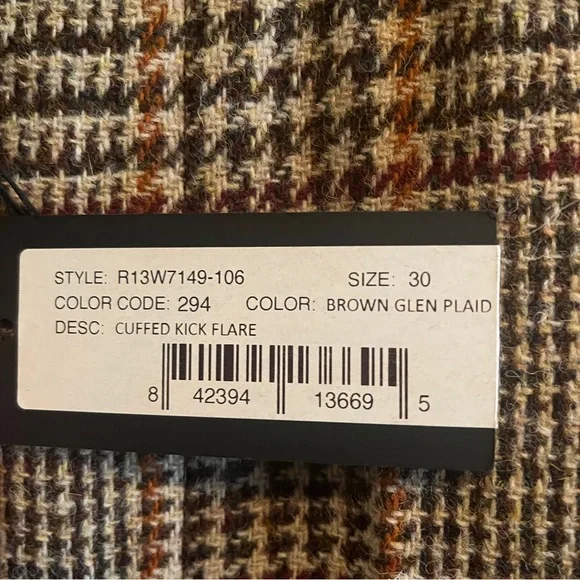 STYLE: R13W7149-106 SIZE: 30
COLOR CODE: 294 COLOR: BROWN GLEN PLAID
DESC: CUFFED KICK FLARE
8 42394 13669 5